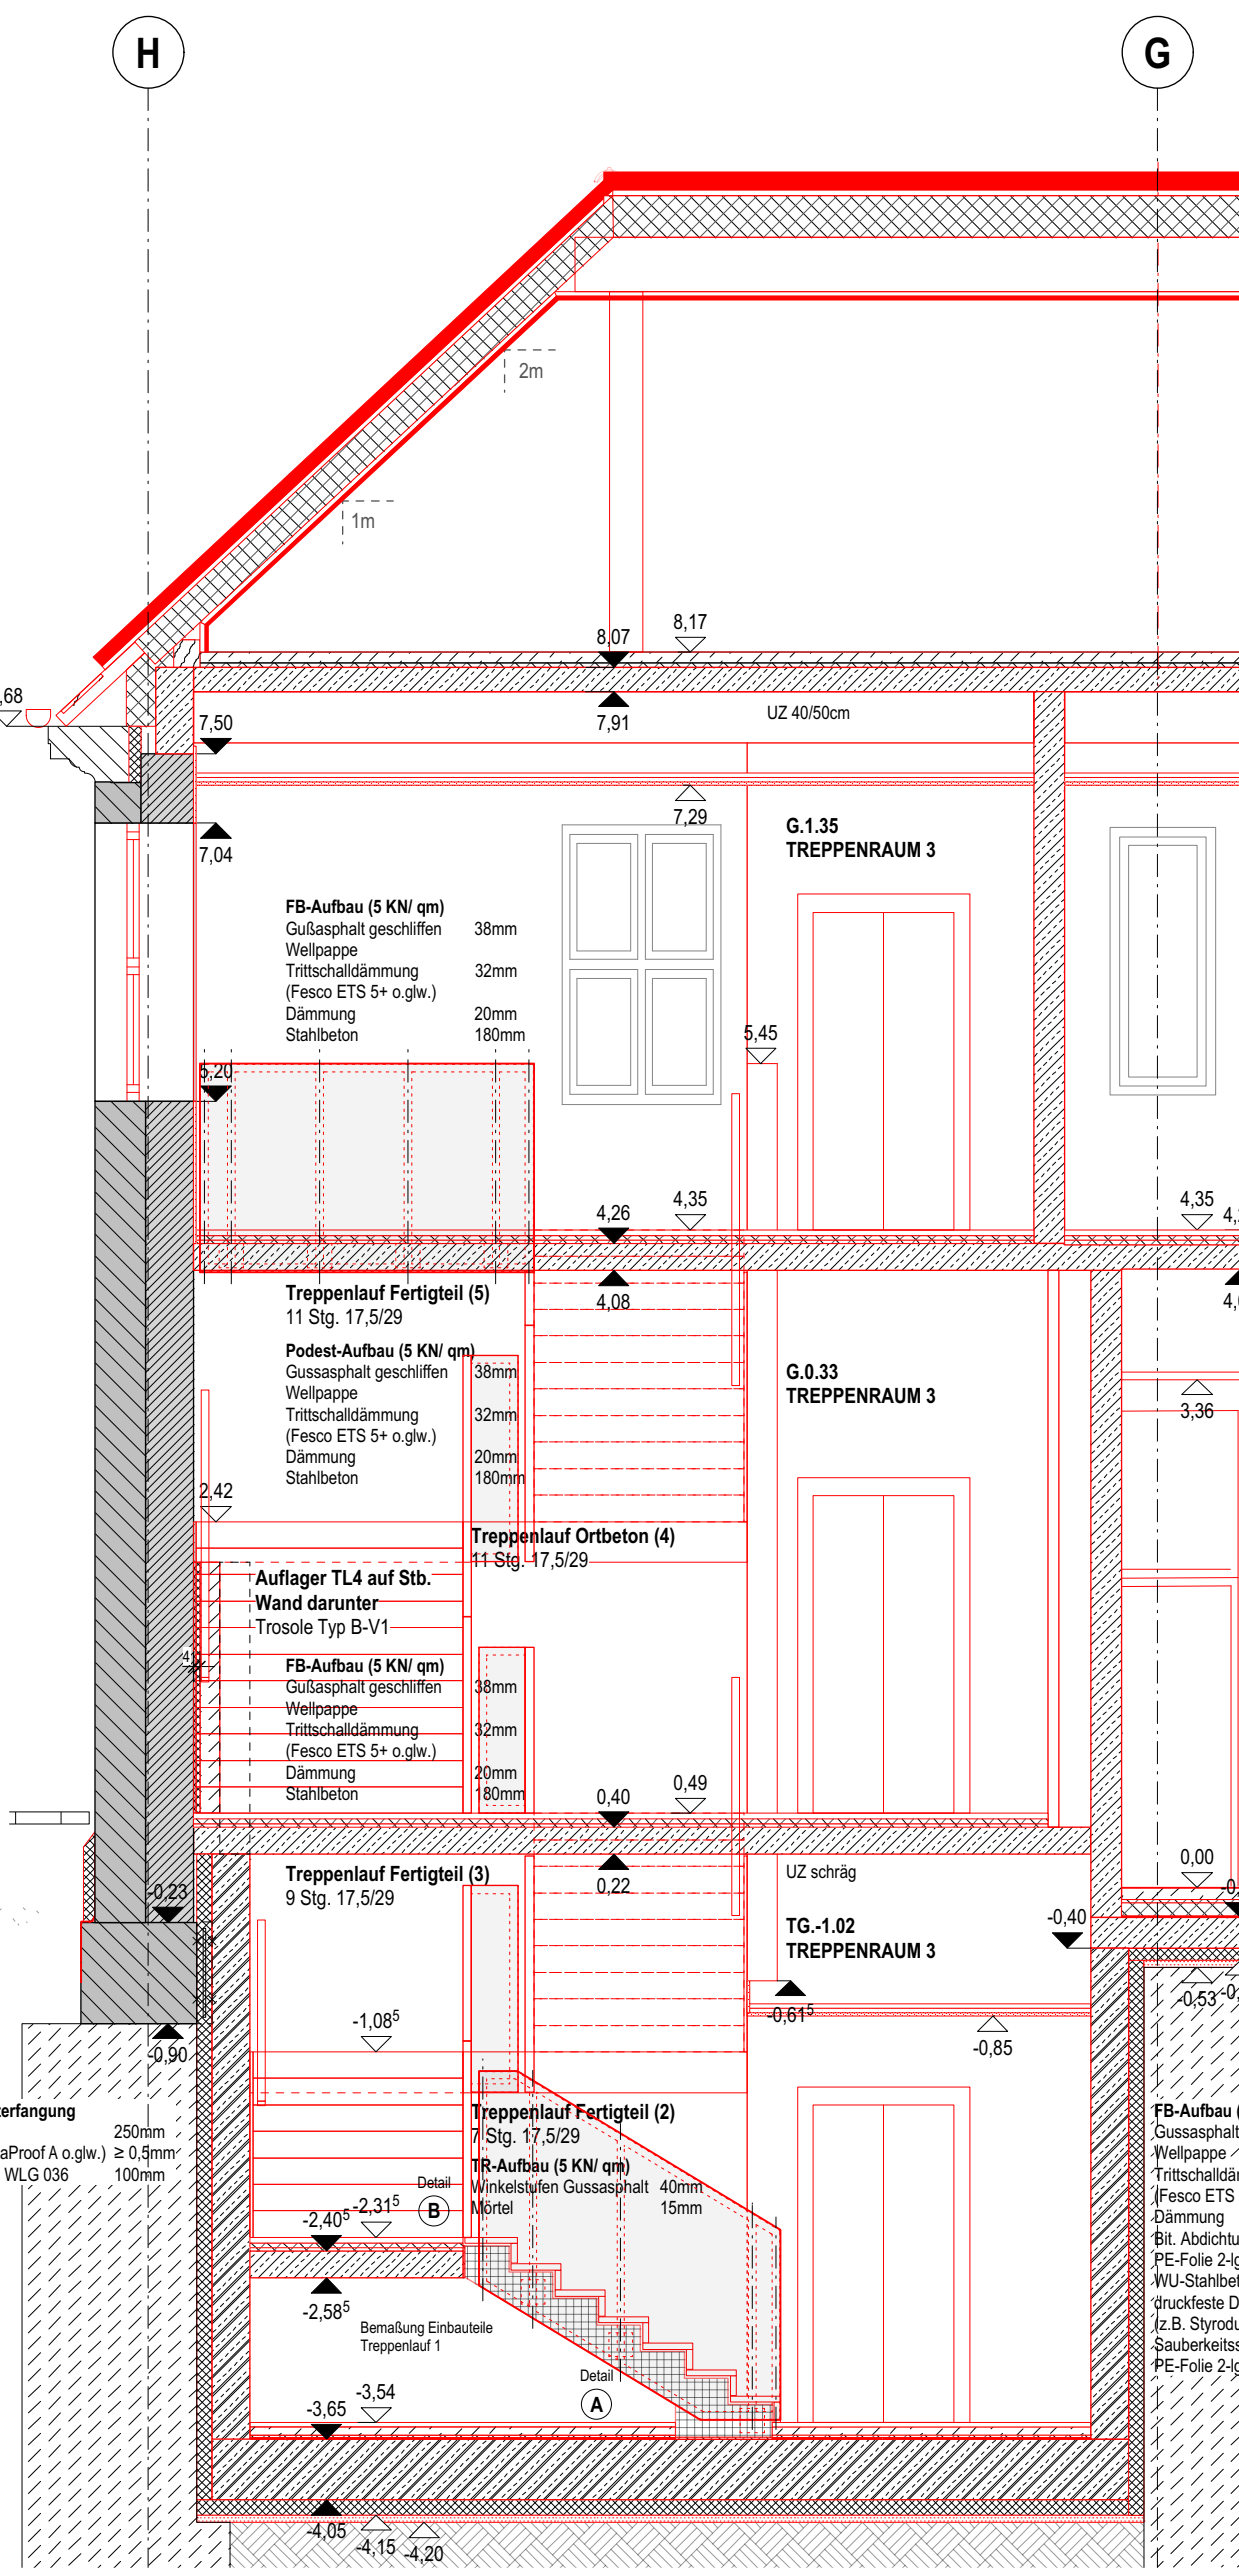 H
G
2m
1m
8,07
8,17
,68
7,50
7,91
UZ 40/50cm
7,29
7,04
G.1.35
TREPPENRAUM 3
FB-Aufbau (5 KN/ qm)
Gußasphalt geschliffen 38mm
Wellpappe
Trittschalldämmung 32mm
(Fesco ETS 5+ o.glw.)
Dämmung 20mm
Stahlbeton 180mm
5,45
5,20
4,26
4,35
4,35
4,08
Treppenlauf Fertigteil (5)
11 Stg. 17,5/29
Podest-Aufbau (5 KN/ qm)
Gussasphalt geschliffen 38mm
Wellpappe
Trittschalldämmung 32mm
(Fesco ETS 5+ o.glw.)
Dämmung 20mm
Stahlbeton 180mm
G.0.33
TREPPENRAUM 3
3,36
2,42
Treppenlauf Ortbeton (4)
11 Stg. 17,5/29
Auflager TL4 auf Stb.
Wand darunter
Trosole Typ B-V1
4
FB-Aufbau (5 KN/ qm)
Gußasphalt geschliffen 38mm
Wellpappe
Trittschalldämmung 32mm
(Fesco ETS 5+ o.glw.)
Dämmung 20mm
Stahlbeton 180mm
0,40
0,49
0,22
0,00
Treppenlauf Fertigteil (3)
9 Stg. 17,5/29
UZ schräg
-0,23
-0,40
TG.-1.02
TREPPENRAUM 3
-0,53
-0,61⁵
-0,85
-1,08⁵
-0,90
erfangung
250mm
aProof A o.glw.) ≥ 0,5mm
WLG 036 100mm
Treppenlauf Fertigteil (2)
7 Stg. 17,5/29
TR-Aufbau (5 KN/ qm)
Winkelstufen Gussasphalt 40mm
Mörtel 15mm
Detail
B
-2,40⁵
-2,31⁵
-2,58⁵
Bemaßung Einbauteile
Treppenlauf 1
Detail
A
-3,54
-3,65
-4,05
-4,15
-4,20
FB-Aufbau (
Gussasphalt
Wellpappe
Trittschalldä
(Fesco ETS
Dämmung
Bit. Abdichtu
PE-Folie 2-lg
WU-Stahlbet
druckfeste D
(z.B. Styrodu
Sauberkeitss
PE-Folie 2-lg